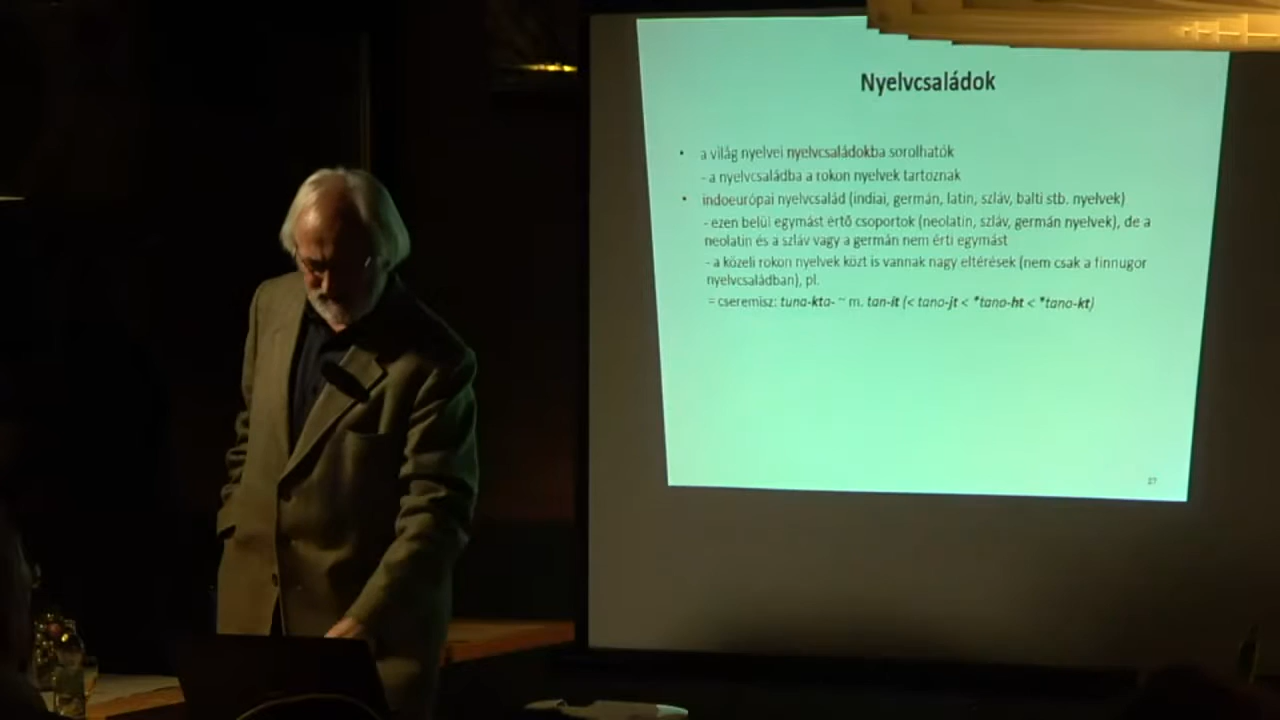 Nyelvcsaládok
• a világ nyelvei nyelvcsaládokba sorolhatók
- a nyelvcsaládba a rokon nyelvek tartoznak
• indoeurópai nyelvcsalád (indiai, germán, latin, szláv, balti stb. nyelvek)
- ezen belül egymást értő csoportok (neolatin, szláv, germán nyelvek), de a
neolatin és a szláv vagy a germán nem érti egymást
- a közeli rokon nyelvek közt is vannak nagy eltérések (nem csak a finnugor
nyelvcsaládban), pl.
= cseremisz: tuna-kta- ~ m. tan-ít (< tano-jt < *tano-ht < *tano-kt)
27